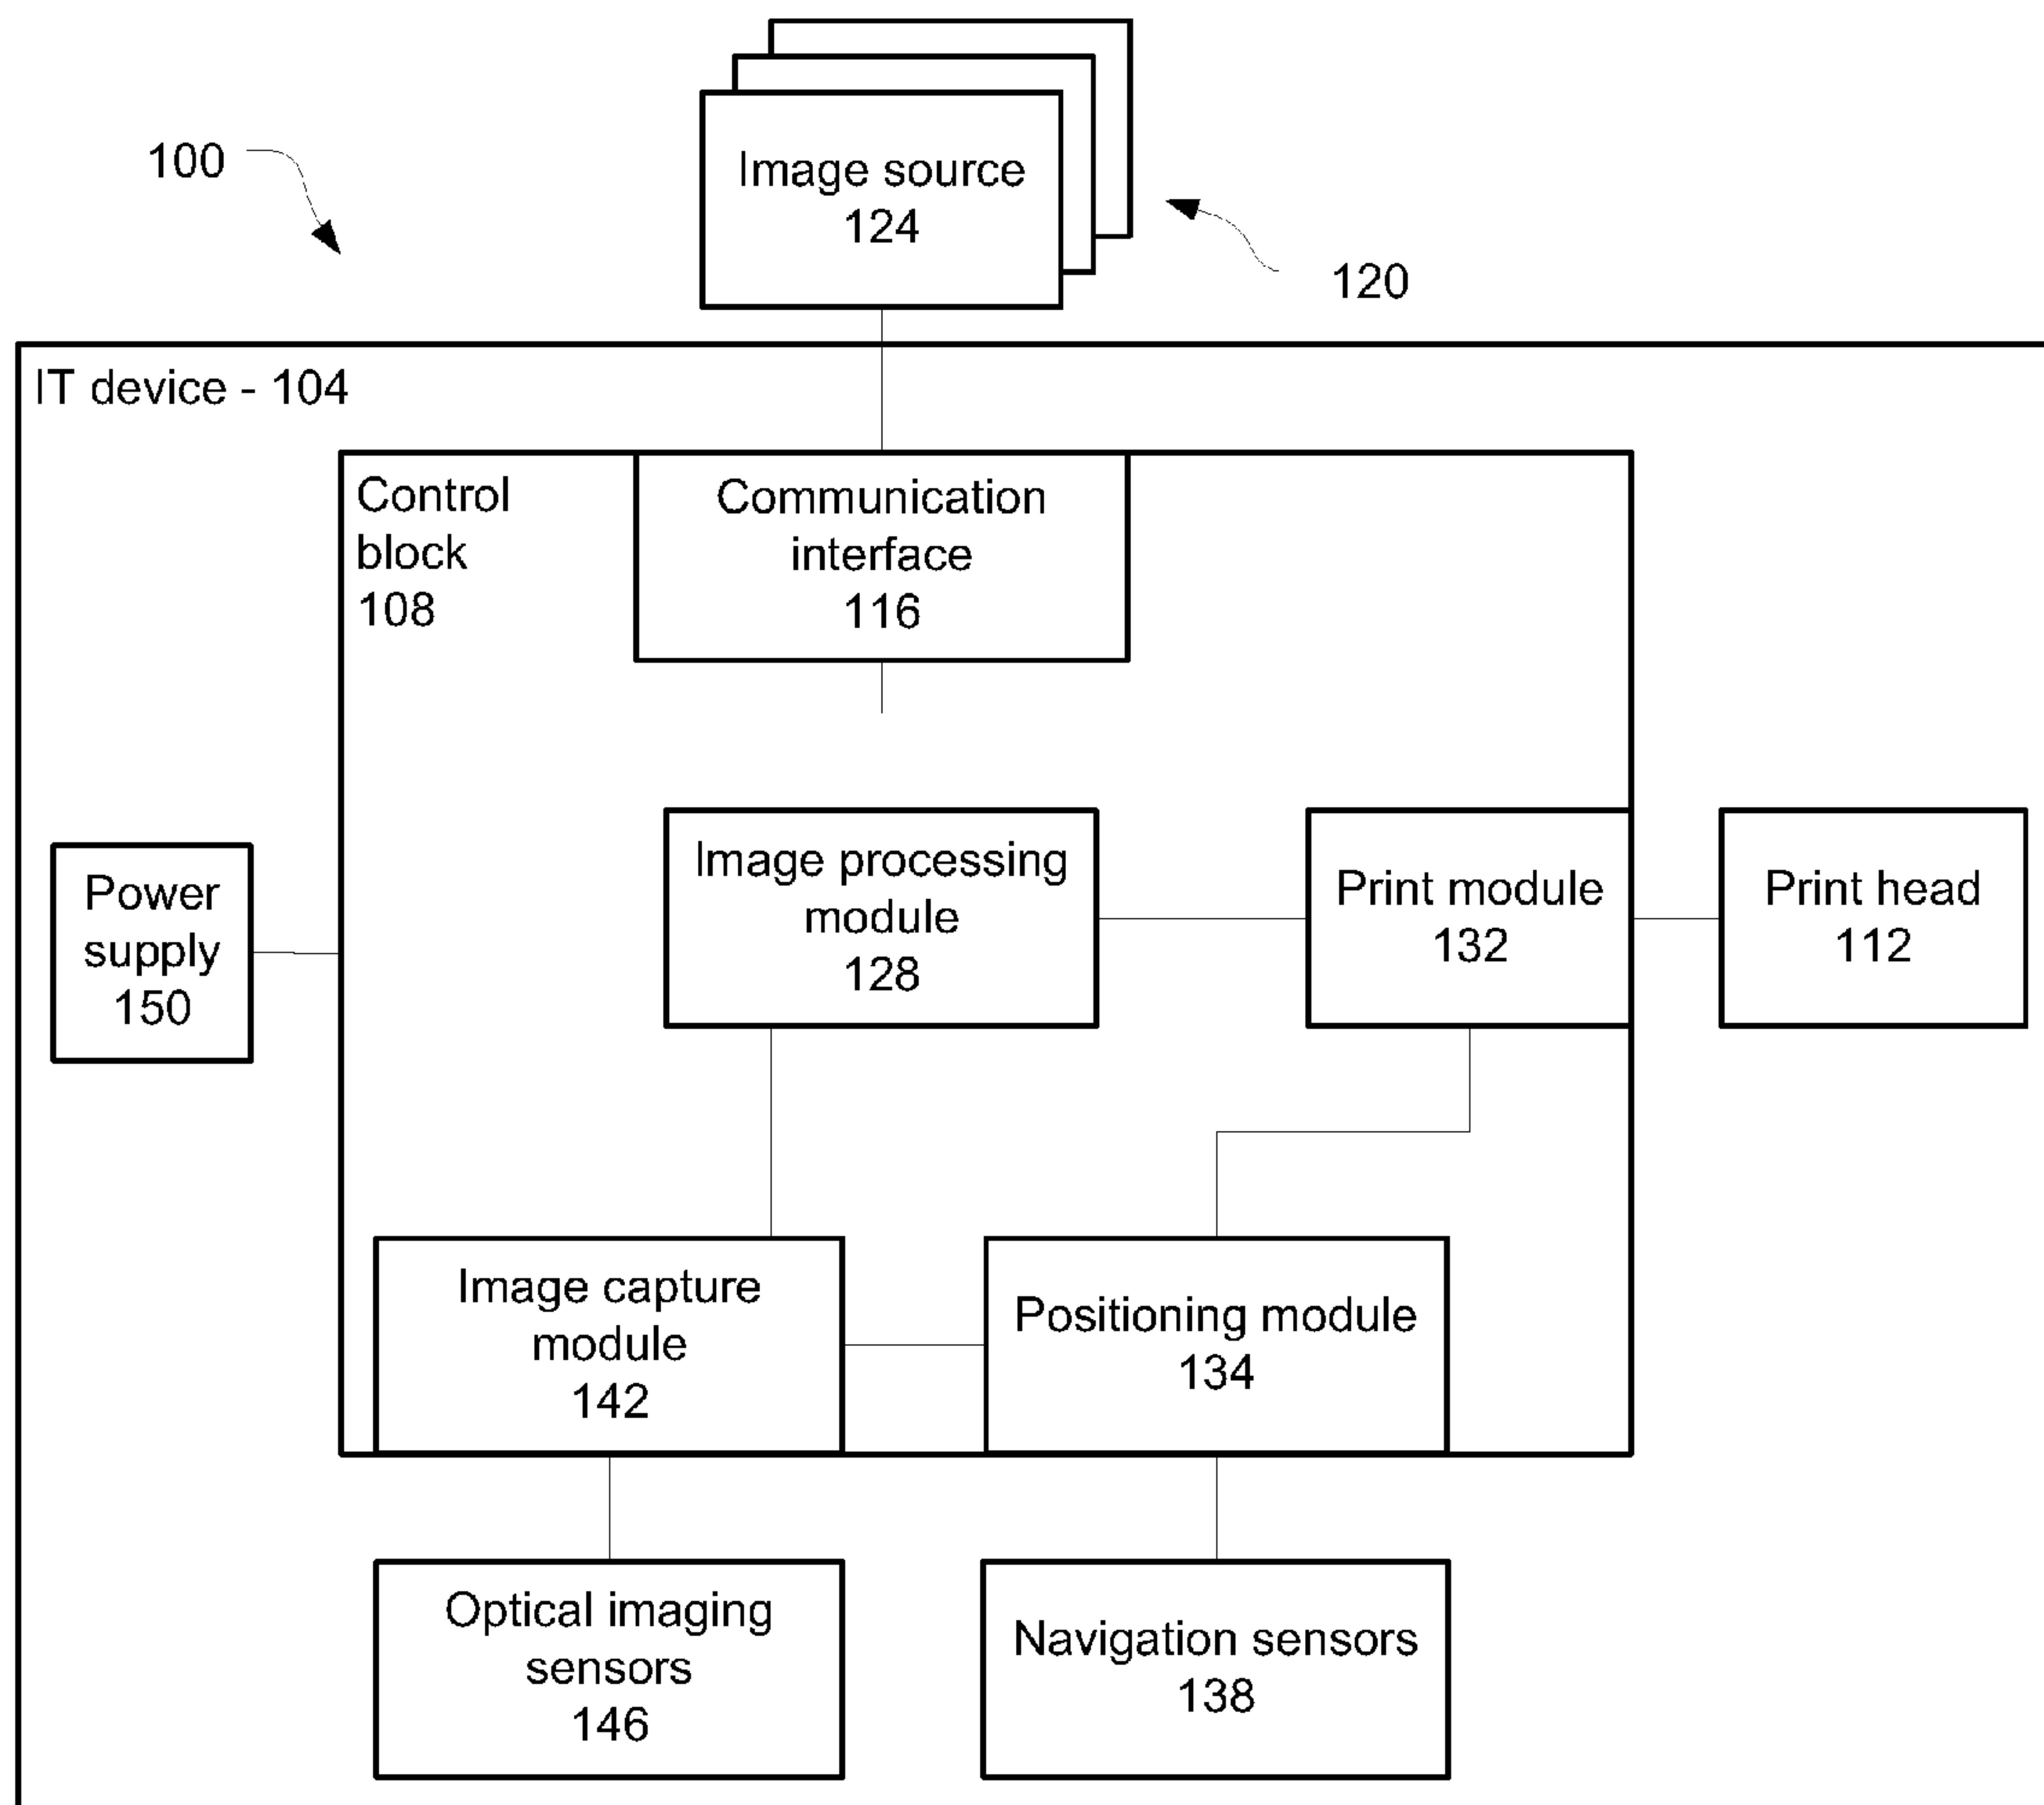 100
Image source
124
120
IT device - 104
Control
block
108
Communication
interface
116
Power
supply
150
Image processing
module
128
Print module
132
Print head
112
Image capture
module
142
Positioning module
134
Optical imaging
sensors
146
Navigation sensors
138